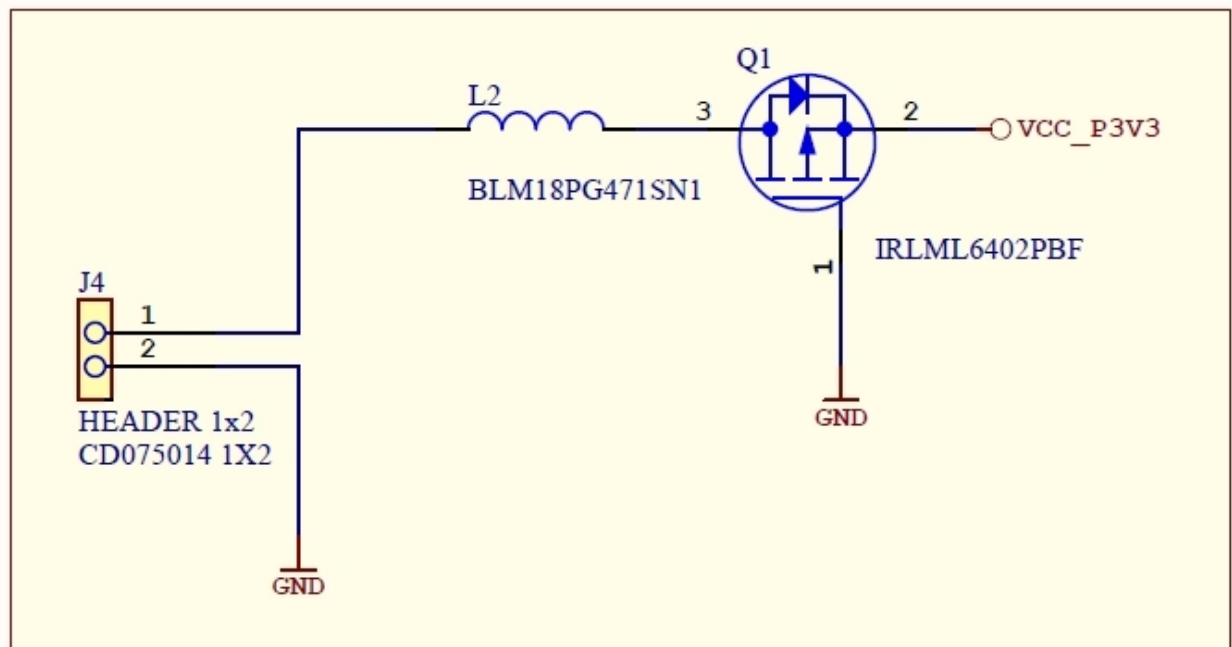 Q1
L2
3
2
VCC_P3V3
BLM18PG471SN1
IRLML6402PBF
1
J4
1
2
HEADER 1x2
CD075014 1X2
GND
GND